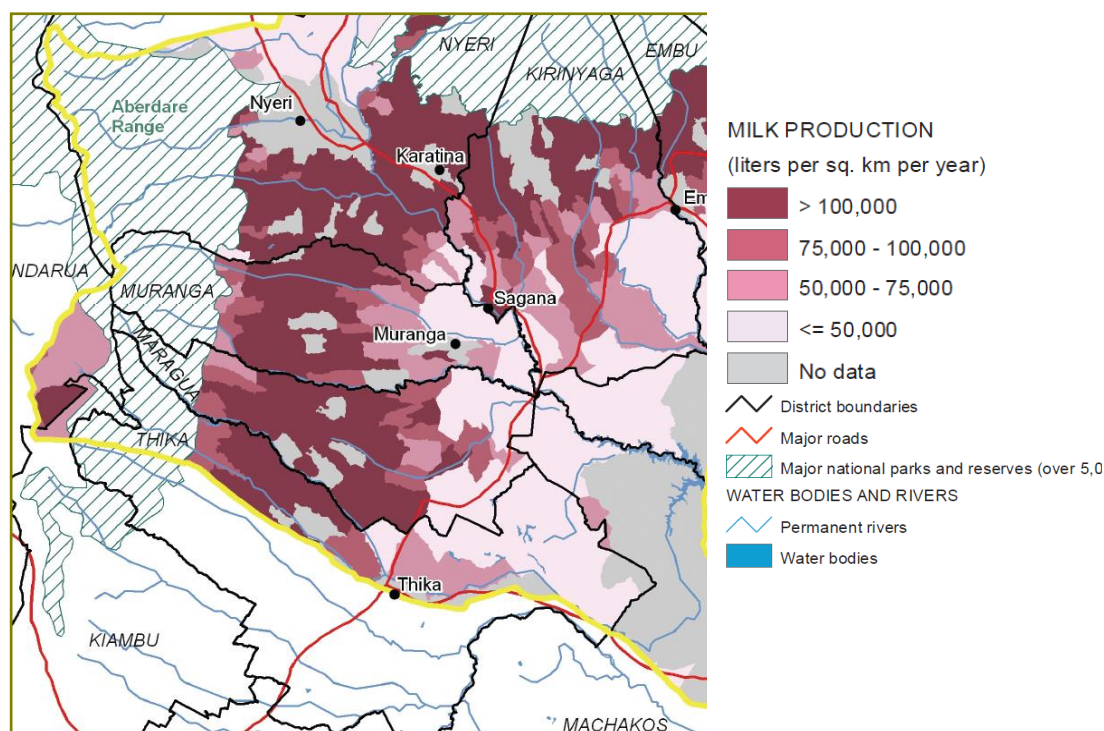 NYERI
EMBU
KIRINYAGA
Aberdare
Range
Nyeri
Karatina
Em
NDARUA
MURANGA
Sagana
Muranga
MARAGUA
THIKA
Thika
KIAMBU
MACHAKOS
MILK PRODUCTION
(liters per sq. km per year)
> 100,000
75,000 - 100,000
50,000 - 75,000
<= 50,000
No data
District boundaries
Major roads
Major national parks and reserves (over 5,0
WATER BODIES AND RIVERS
Permanent rivers
Water bodies